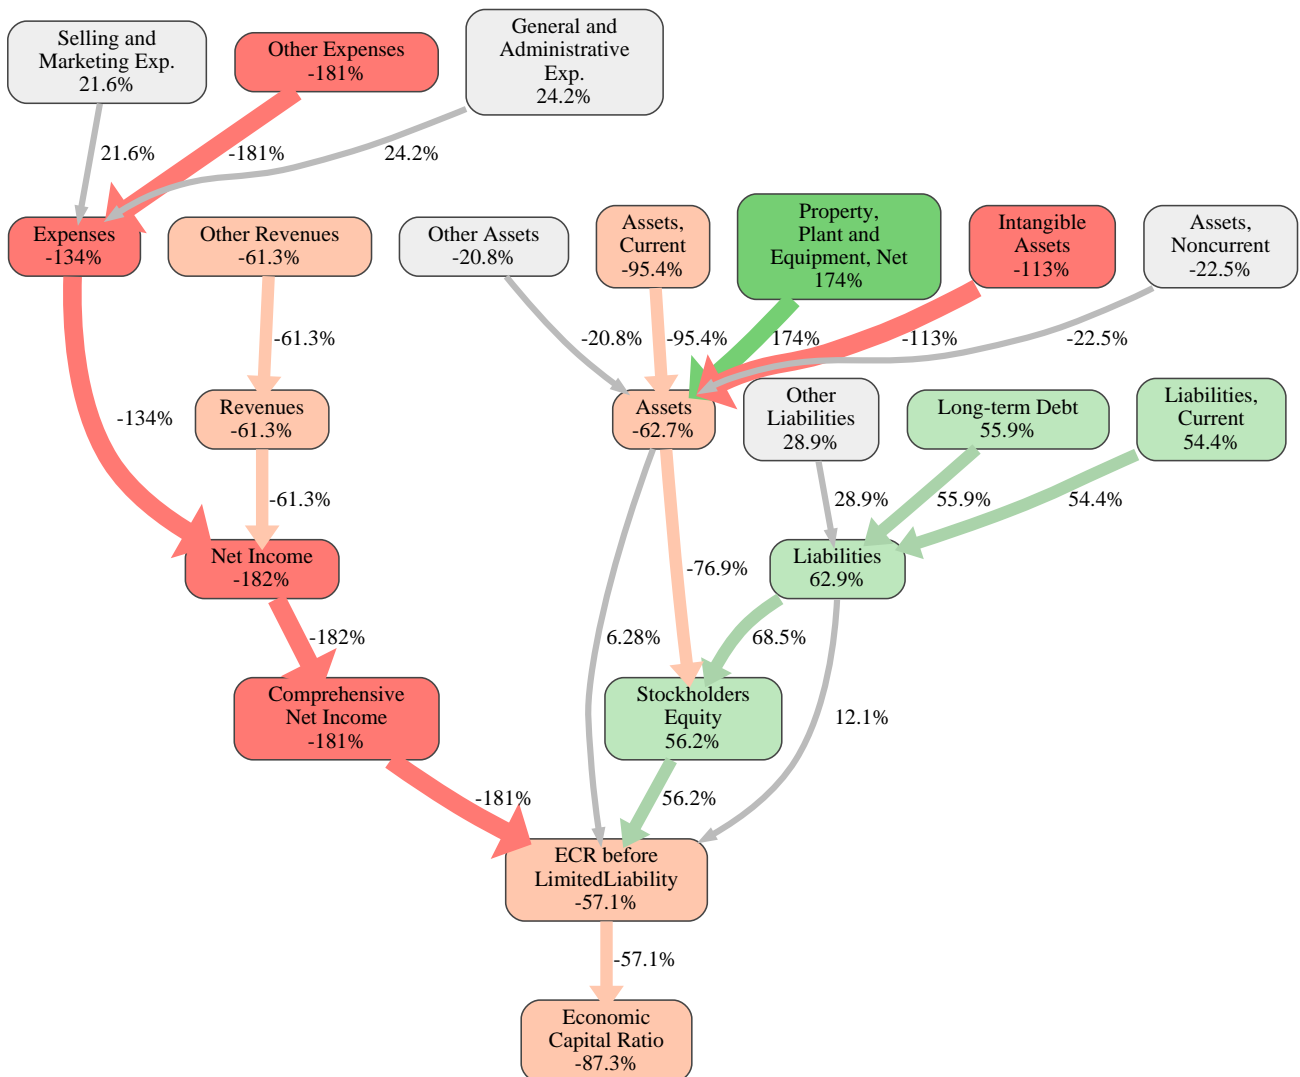 Selling and
Marketing Exp.
21.6%
Other Expenses
-181%
General and
Administrative
Exp.
24.2%
21.6%
-181%
24.2%
Expenses
-134%
Other Revenues
-61.3%
Other Assets
-20.8%
Assets,
Current
-95.4%
Property,
Plant and
Equipment, Net
174%
Intangible
Assets
-113%
Assets,
Noncurrent
-22.5%
-61.3%
-20.8%
-95.4%
174%
-113%
-22.5%
-134%
Revenues
-61.3%
Assets
-62.7%
Other
Liabilities
28.9%
Long-term Debt
55.9%
Liabilities,
Current
54.4%
-61.3%
28.9%
55.9%
54.4%
Net Income
-182%
-76.9%
Liabilities
62.9%
-182%
6.28%
68.5%
Comprehensive
Net Income
-181%
Stockholders
Equity
56.2%
12.1%
-181%
56.2%
ECR before
LimitedLiability
-57.1%
-57.1%
Economic
Capital Ratio
-87.3%